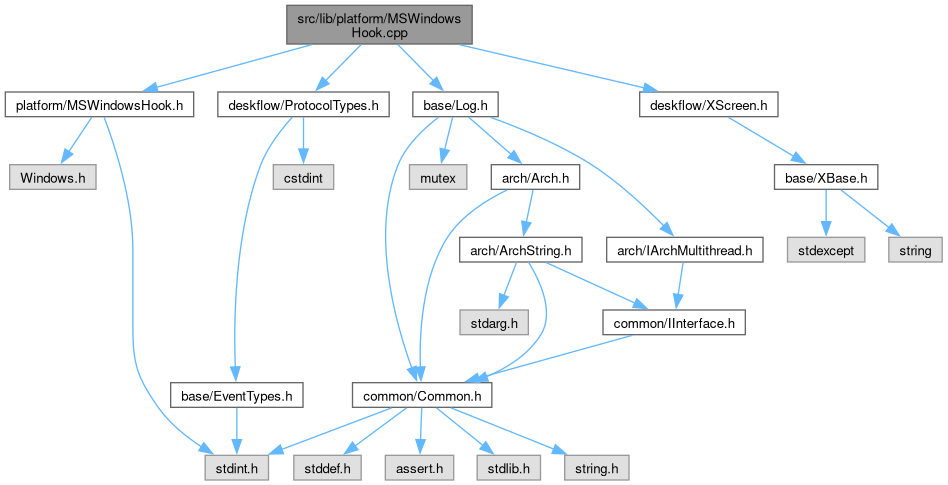 src/lib/platform/MSWindows
Hook.cpp
platform/MSWindowsHook.h
deskflow/ProtocolTypes.h
base/Log.h
deskflow/XScreen.h
Windows.h
cstdint
mutex
arch/Arch.h
base/XBase.h
arch/ArchString.h
arch/IArchMultithread.h
stdexcept
string
stdarg.h
common/IInterface.h
base/EventTypes.h
common/Common.h
stdint.h
stddef.h
assert.h
stdlib.h
string.h